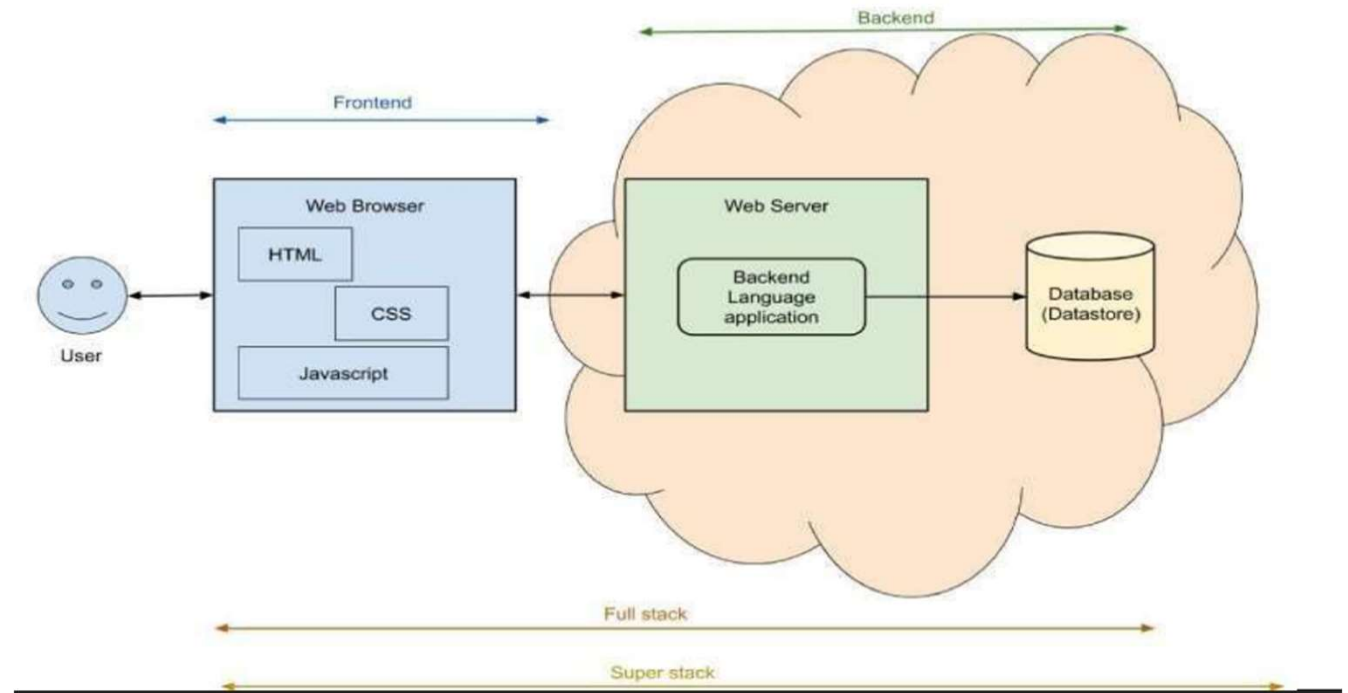 Backend
Frontend
Web Browser
HTML
CSS
Javascript
User
Web Server
Backend
Language
application
Database
(Datastore)
Full stack
Super stack